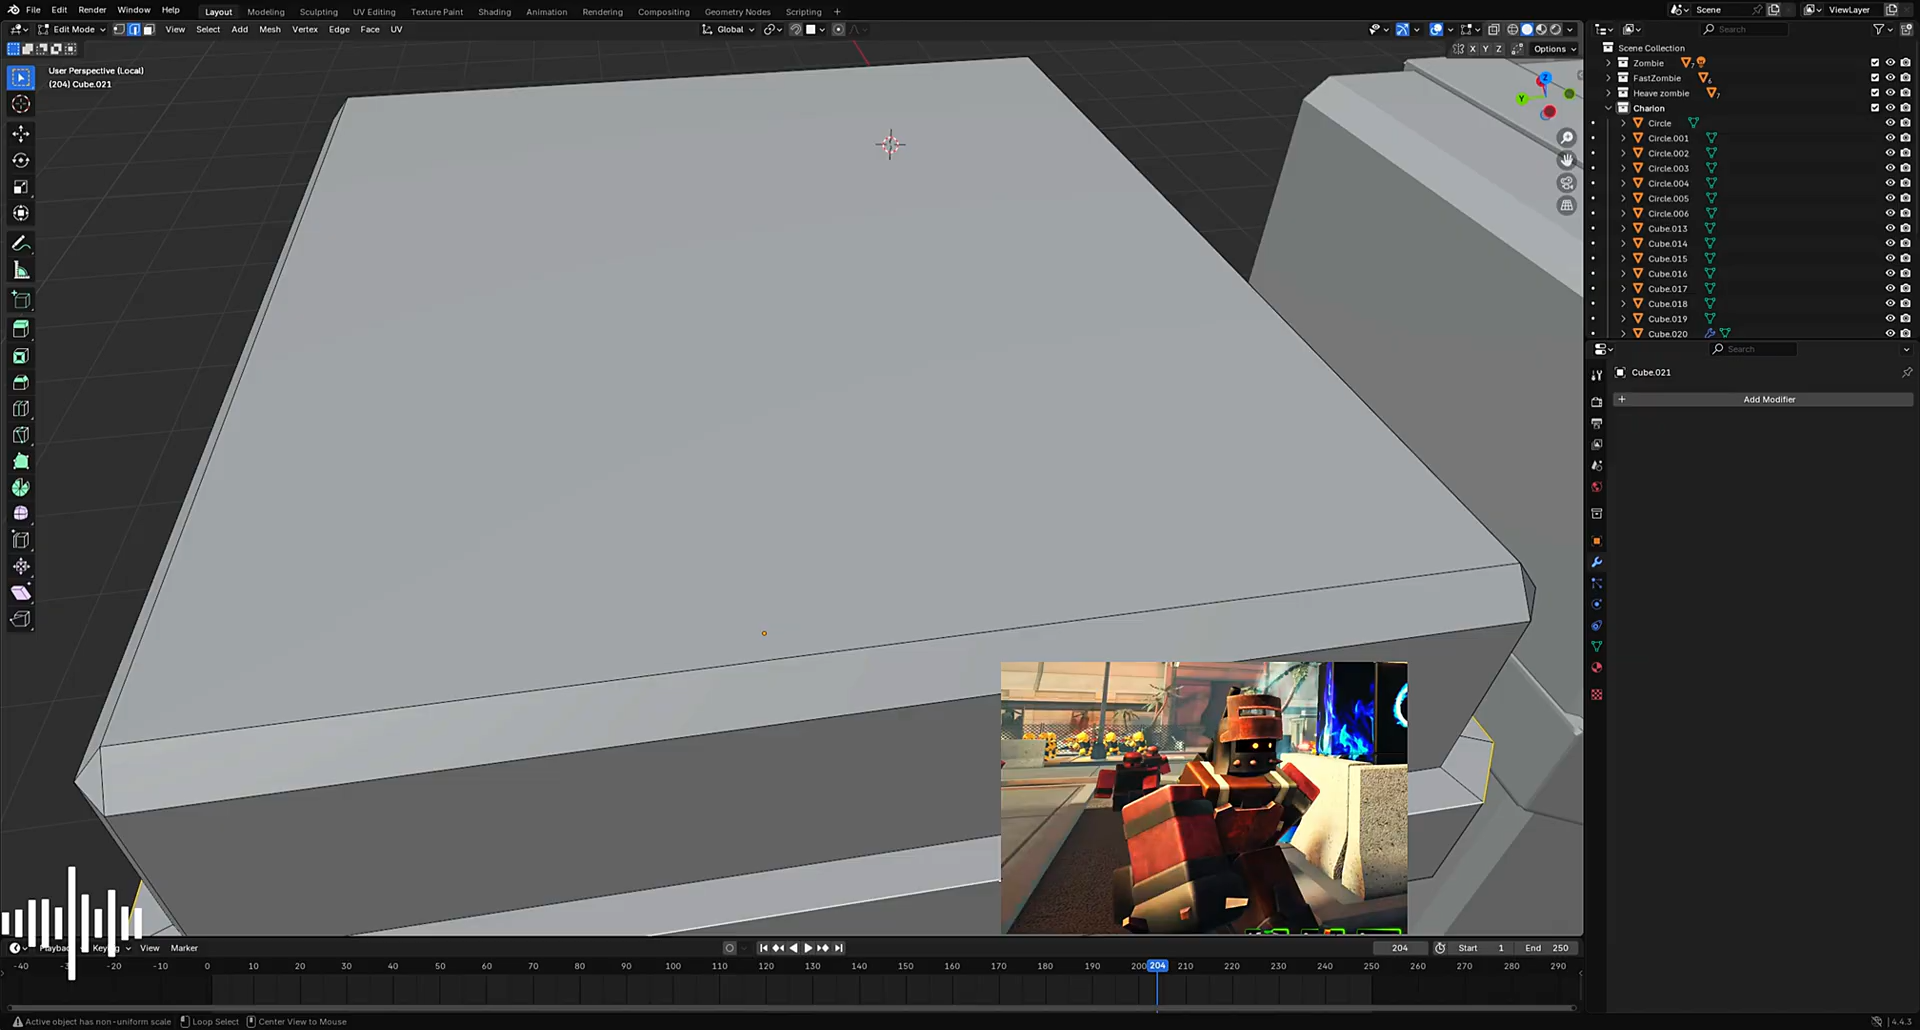 File Edit Render Window Help Layout Modeling Sculpting UV Editing Texture Paint Shading Animation Rendering Compositing Geometry Nodes Scripting + Scene ViewLayer
Edit Mode View Select Add Mesh Vertex Edge Face UV Global Search
X Y Z Options
User Perspective (Local)
(204) Cube.021
Z
Y
Scene Collection
Zombie 7
FastZombie 6
Heave zombie 7
Charion
Circle
Circle.001
Circle.002
Circle.003
Circle.004
Circle.005
Circle.006
Cube.013
Cube.014
Cube.015
Cube.016
Cube.017
Cube.018
Cube.019
Cube.020
Search
Cube.021
+ Add Modifier
View Marker 204 Start 1 End 250
-40 -20 -10 0 10 20 30 40 50 60 70 80 90 100 110 120 130 140 150 160 170 180 190 200 204 210 220 230 240 250 260 270 280 290
Active object has non-uniform scale Loop Select Center View to Mouse 4.4.3